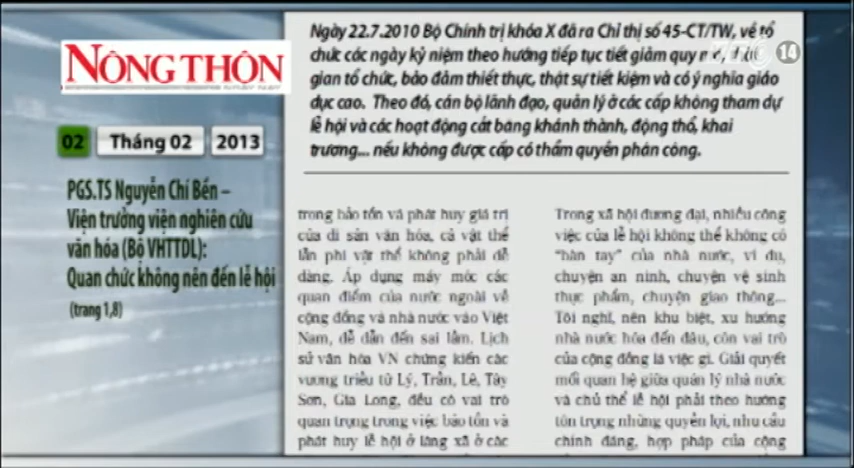 NÔNG THÔN
02 Tháng 02 2013
PGS.TS Nguyễn Chí Bền –
Viện trưởng viện nghiên cứu
văn hóa (Bộ VHTTDL):
Quan chức không nên đến lễ hội
(trang 1,8)
14
Ngày 22.7.2010 Bộ Chính trị khóa X đã ra Chỉ thị số 45-CT/TW, về tổ
chức các ngày kỷ niệm theo hướng tiếp tục tiết giảm quy
gian tổ chức, bảo đảm thiết thực, thật sự tiết kiệm và có ý nghĩa giáo
dục cao. Theo đó, cán bộ lãnh đạo, quản lý ở các cấp không tham dự
lễ hội và các hoạt động cắt băng khánh thành, động thổ, khai
trương... nếu không được cấp có thẩm quyền phân công.
trong bảo tồn và phát huy giá trị
của di sản văn hóa, cả vật thể
lẫn phi vật thể không phải dễ
dàng. Áp dụng máy móc các
quan điểm của nước ngoài về
cộng đồng và nhà nước vào Việt
Nam, dễ dẫn đến sai lầm. Lịch
sử văn hóa VN chứng kiến các
vương triều từ Lý, Trần, Lê, Tây
Sơn, Gia Long, đều có vai trò
quan trọng trong việc bảo tồn và
phát huy lễ hội ở làng xã ở các
Trong xã hội đương đại, nhiều công
việc của lễ hội không thể không có
"bàn tay" của nhà nước, ví dụ,
chuyện an ninh, chuyện vệ sinh
thực phẩm, chuyện giao thông...
Tôi nghĩ, nên khu biệt, xu hướng
nhà nước hóa đến đâu, còn vai trò
của cộng đồng là việc gì. Giải quyết
mối quan hệ giữa quản lý nhà nước
và chủ thể lễ hội phải theo hướng
tôn trọng những quyền lợi, nhu cầu
chính đáng, hợp pháp của cộng